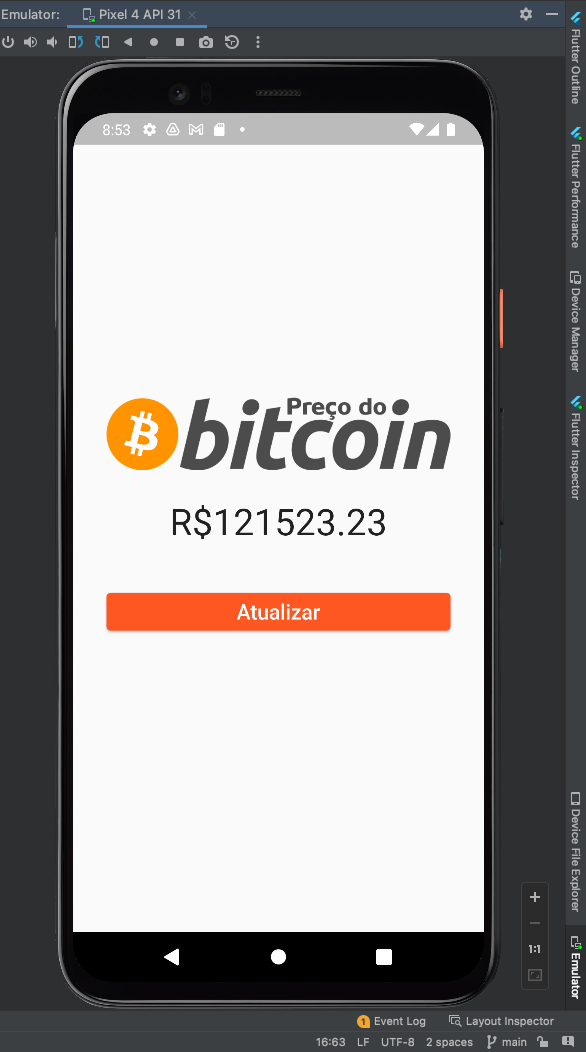 Emulator:
Pixel 4 API 31
8:53
Preço do
bitcoin
R$121523.23
Atualizar
Flutter Outline
Flutter Performance
Device Manager
Flutter Inspector
Device File Explorer
Emulator
1:1
1 Event Log
Layout Inspector
16:63 LF UTF-8 2 spaces main